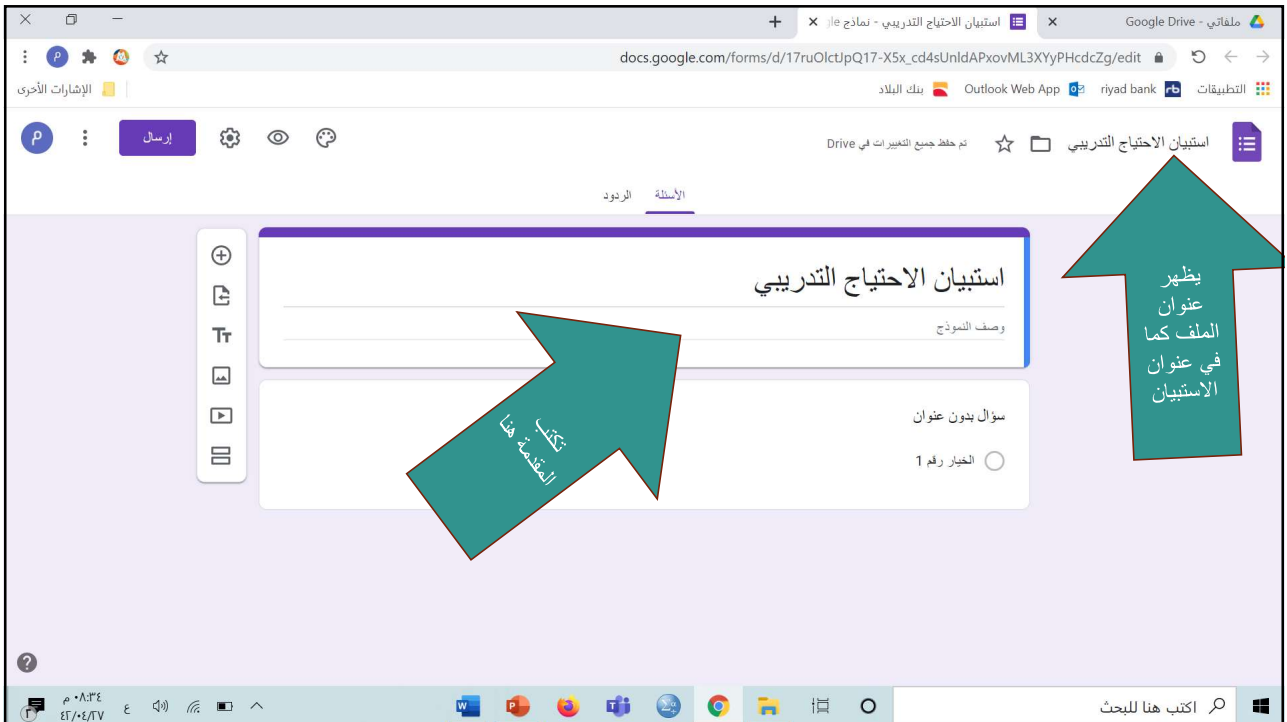 ملفاتي - Google Drive
استبيان الاحتياج التدريبي - نماذج
docs.google.com/forms/d/17ruOlctJpQ17-X5x_cd4sUnldAPxovML3XYyPHcdcZg/edit
التطبيقات
riyad bank
Outlook Web App
بنك البلاد
الإشارات الأخرى
استبيان الاحتياج التدريبي
تم حفظ جميع التغييرات في Drive
إرسال
الأسئلة
الردود
استبيان الاحتياج التدريبي
وصف النموذج
سؤال بدون عنوان
الخيار رقم 1
يظهر
عنوان
الملف كما
في عنوان
الاستبيان
تكتب
المقدمة هنا
اكتب هنا للبحث
ع
٠٨:٣٤ م